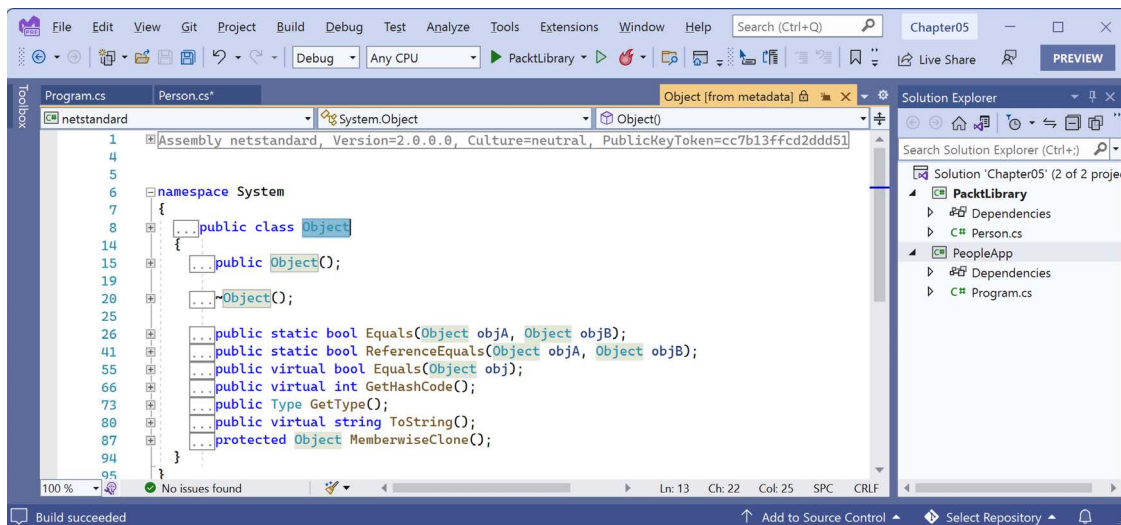 File Edit View Git Project Build Debug Test Analyze Tools Extensions Window Help Search (Ctrl+Q) Chapter05
Debug Any CPU PacktLibrary Live Share PREVIEW
Toolbox
Program.cs Person.cs* Object [from metadata]
netstandard System.Object Object()
1 Assembly netstandard, Version=2.0.0.0, Culture=neutral, PublicKeyToken=cc7b13ffcd2ddd51
4
5
6 namespace System
7 {
8 ...public class Object
14 {
15 ...public Object();
19
20 ...~Object();
25
26 ...public static bool Equals(Object objA, Object objB);
41 ...public static bool ReferenceEquals(Object objA, Object objB);
55 ...public virtual bool Equals(Object obj);
66 ...public virtual int GetHashCode();
73 ...public Type GetType();
80 ...public virtual string ToString();
87 ...protected Object MemberwiseClone();
94 }
95 }
100 % No issues found Ln: 13 Ch: 22 Col: 25 SPC CRLF
Solution Explorer
Search Solution Explorer (Ctrl+;)
Solution 'Chapter05' (2 of 2 proje
C# PacktLibrary
Dependencies
C# Person.cs
C# PeopleApp
Dependencies
C# Program.cs
Build succeeded Add to Source Control Select Repository